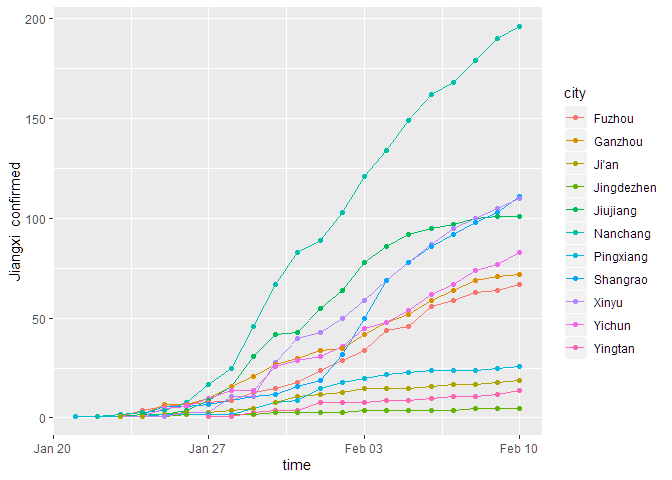 200
150
100
50
0
Jiangxi confirmed
Jan 20
Jan 27
Feb 03
Feb 10
time
city
Fuzhou
Ganzhou
Ji'an
Jingdezhen
Jiujiang
Nanchang
Pingxiang
Shangrao
Xinyu
Yichun
Yingtan